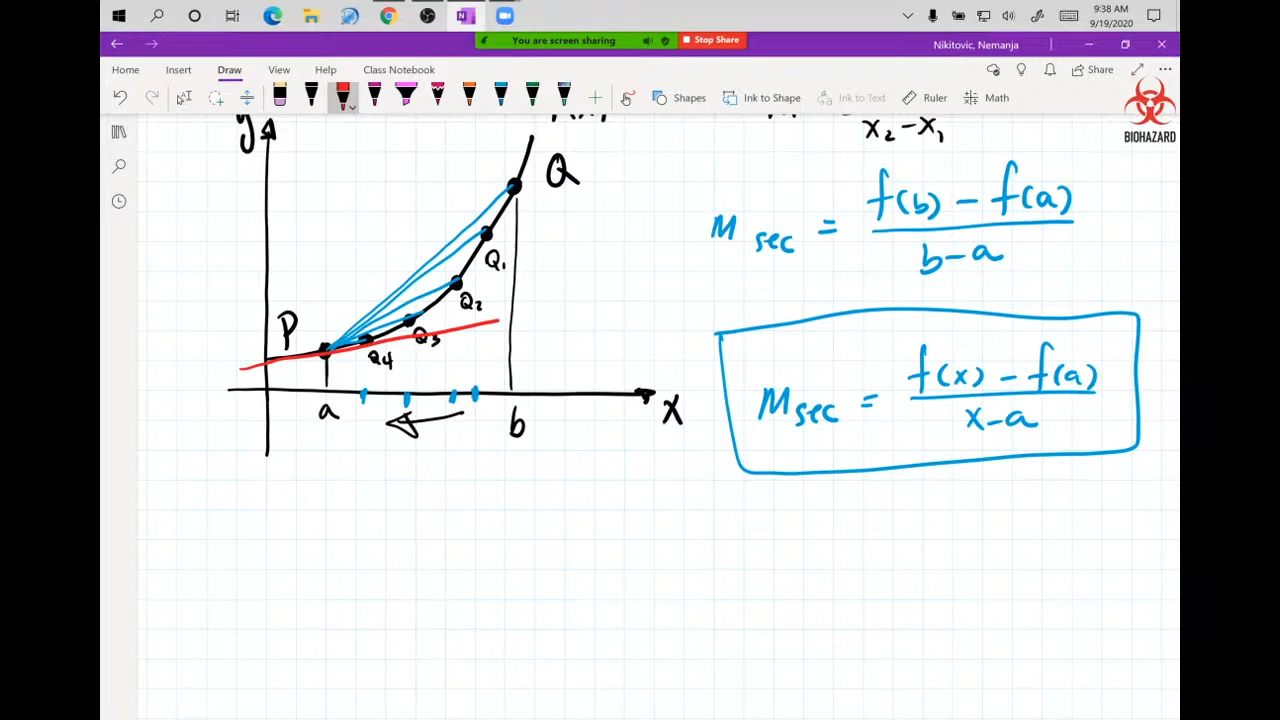 9:38 AM
9/19/2020
You are screen sharing
Stop Share
Nikitovic, Nemanja
Home Insert Draw View Help Class Notebook
Share
Shapes Ink to Shape Ink to Text Ruler Math
BIOHAZARD
y
x₂-x₁
Q
M sec = f(b) - f(a) / b-a
Q₁
Q₂
P
Q3
Q4
Msec = f(x) - f(a) / x-a
a b X